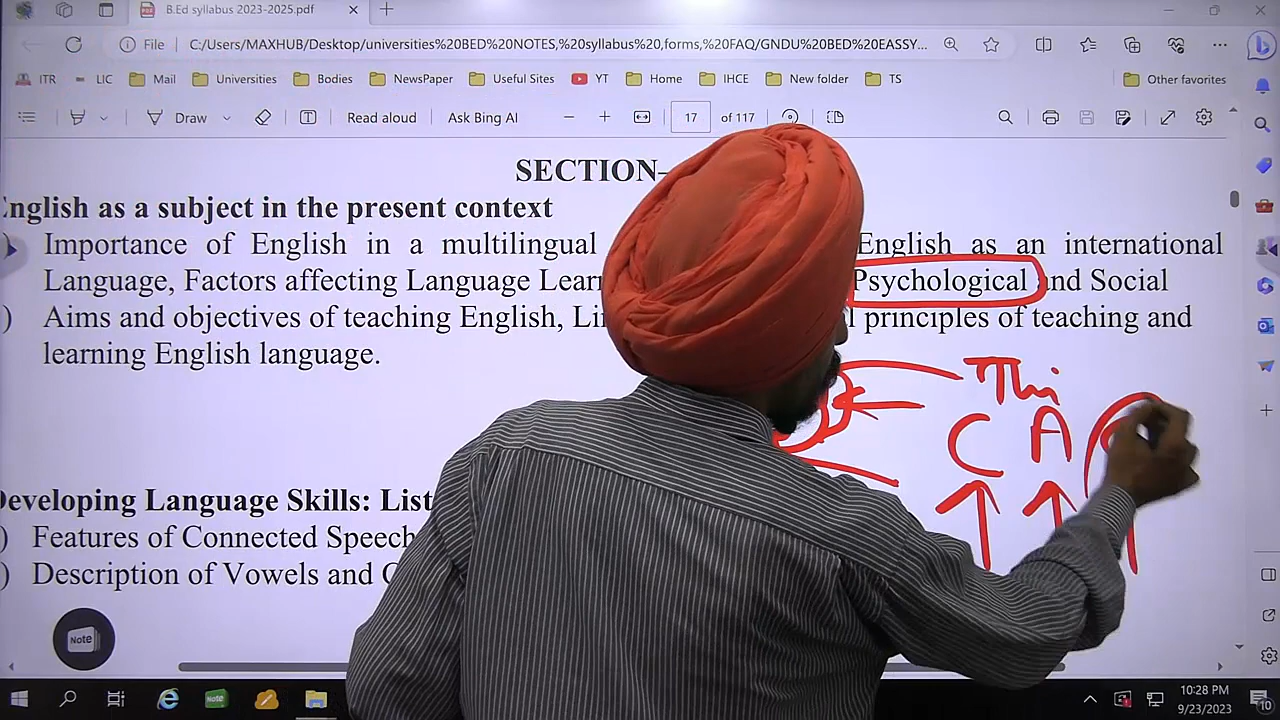 B.Ed syllabus 2023-2025.pdf
File C:/Users/MAXHUB/Desktop/universities%20BED%20NOTES,%20syllabus%20,forms,%20FAQ/GNDU%20BED%20EASSY...
ITR LIC Mail Universities Bodies NewsPaper Useful Sites YT Home IHCE New folder TS Other favorites
Draw Read aloud Ask Bing AI 17 of 117
SECTION–
English as a subject in the present context
Importance of English in a multilingual English as an international
Language, Factors affecting Language Psychological and Social
Aims and objectives of teaching English, principles of teaching and
learning English language.
Thi
C A
Developing Language Skills:
) Features of Connected Speech
) Description of Vowels and
Note
10:28 PM
9/23/2023
10